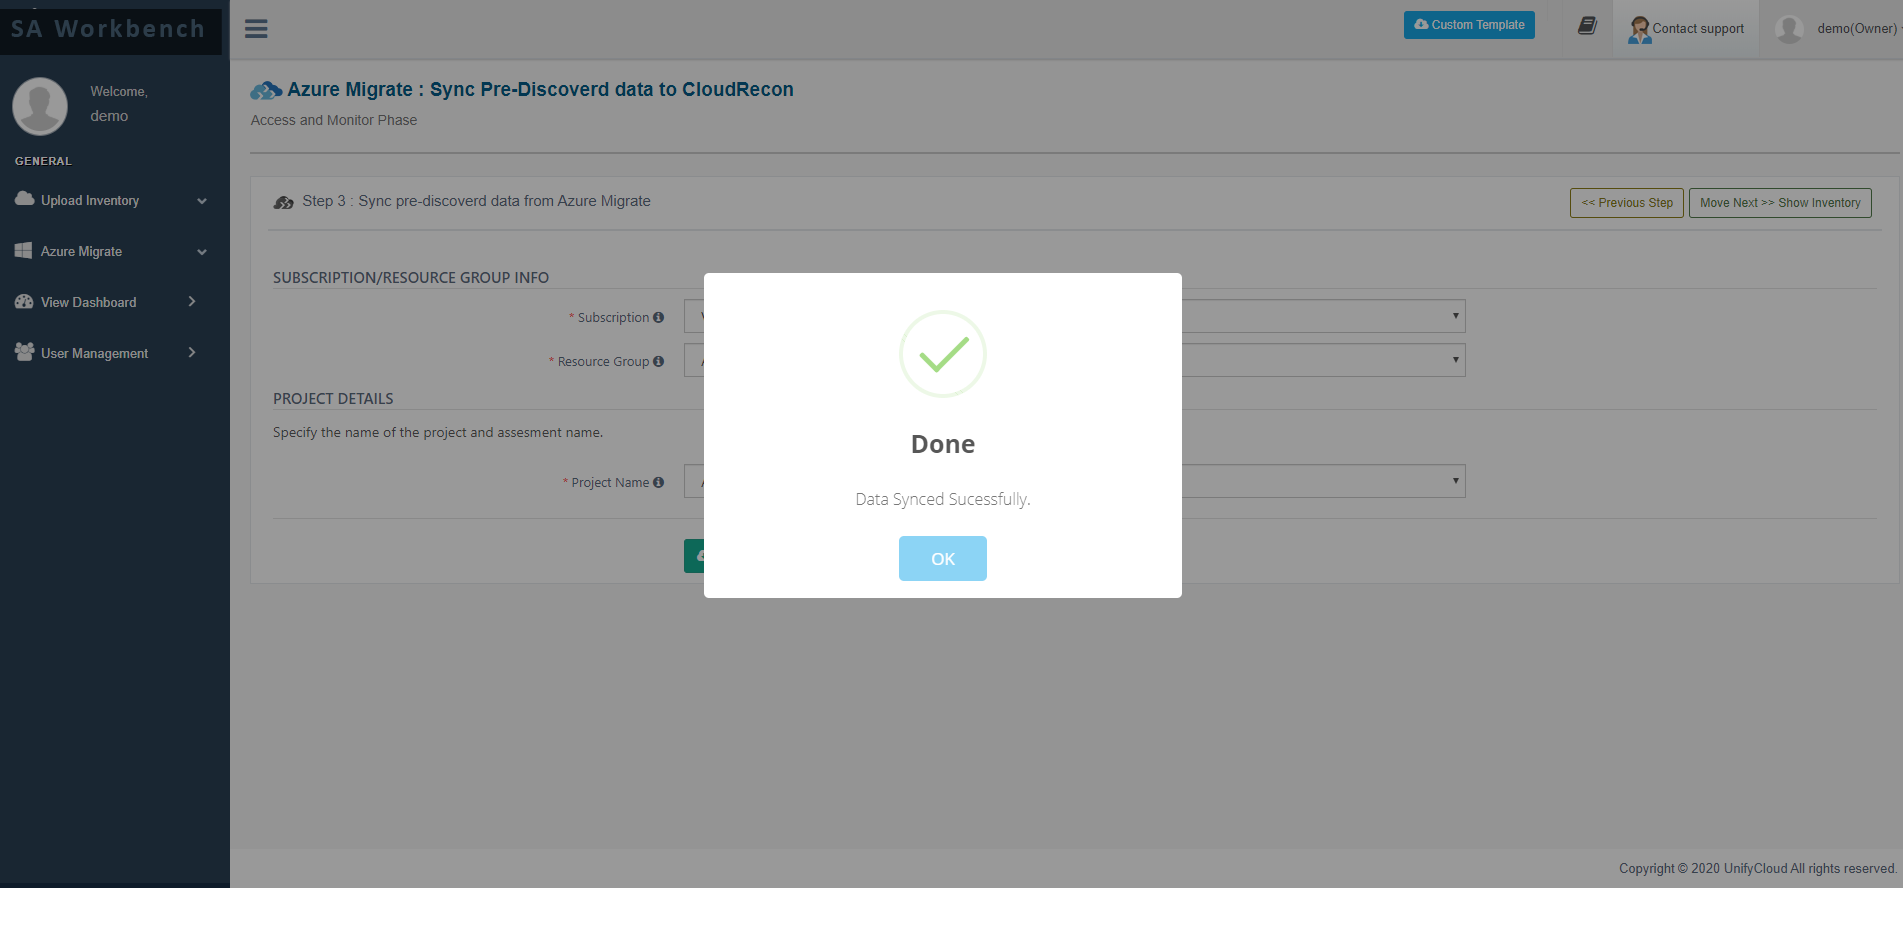 SA Workbench
Custom Template
Contact support
demo(Owner)
Welcome,
demo
GENERAL
Upload Inventory
Azure Migrate
View Dashboard
User Management
Azure Migrate : Sync Pre-Discoverd data to CloudRecon
Access and Monitor Phase
Step 3 : Sync pre-discoverd data from Azure Migrate
<< Previous Step
Move Next >> Show Inventory
SUBSCRIPTION/RESOURCE GROUP INFO
* Subscription
* Resource Group
PROJECT DETAILS
Specify the name of the project and assesment name.
* Project Name
Done
Data Synced Sucessfully.
OK
Copyright © 2020 UnifyCloud All rights reserved.